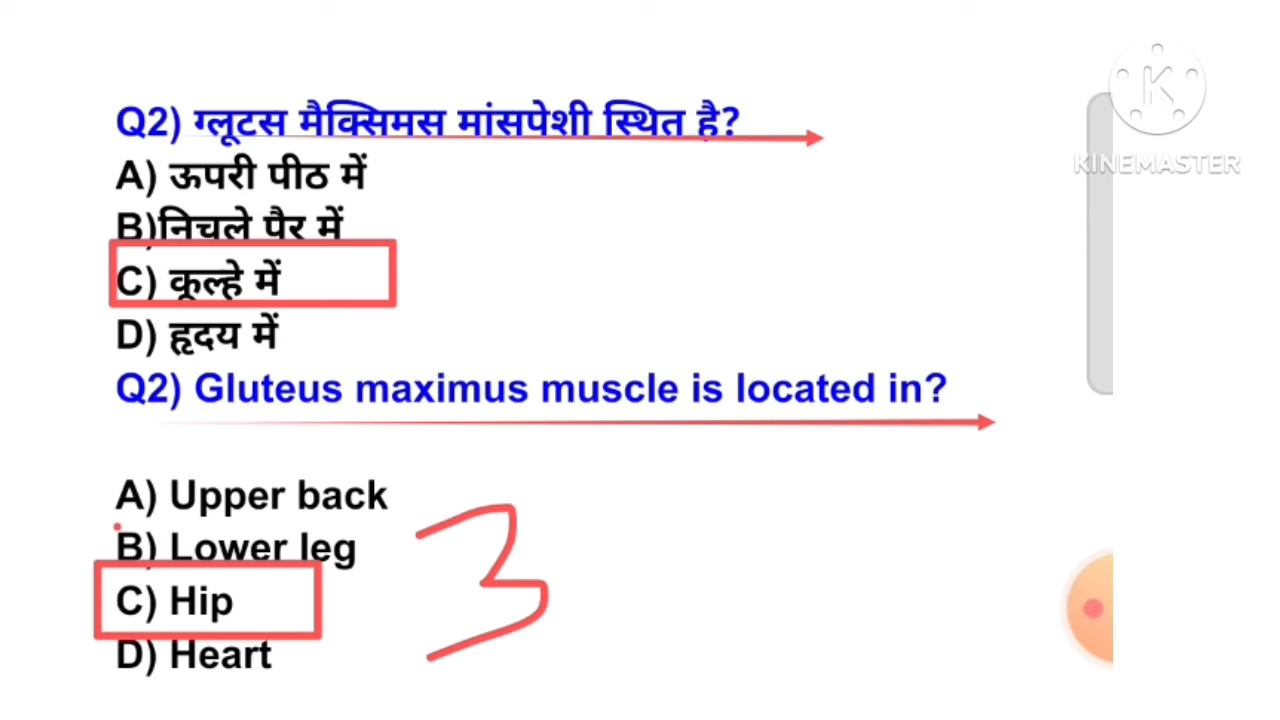 Q2) ग्लूटस मैक्सिमस मांसपेशी स्थित है?
A) ऊपरी पीठ में
B)निचले पैर में
C) कूल्हे में
D) हृदय में
Q2) Gluteus maximus muscle is located in?
A) Upper back
B) Lower leg
C) Hip
D) Heart
3
K
KINEMASTER